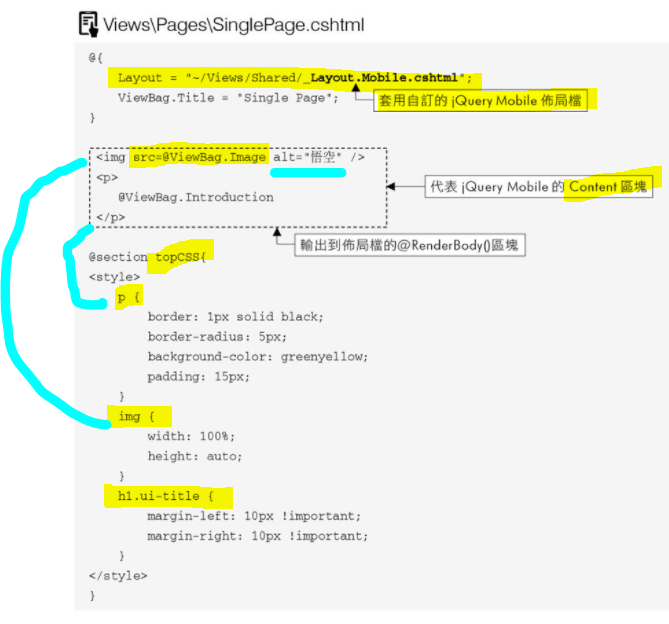 Views\Pages\SinglePage.cshtml
@{
Layout = "~/Views/Shared/_Layout.Mobile.cshtml";
ViewBag.Title = "Single Page";
套用自訂的 jQuery Mobile 佈局檔
}
<img src=@ViewBag.Image alt="悟空" />
<p>
代表 jQuery Mobile 的 Content 區塊
@ViewBag.Introduction
</p>
輸出到佈局檔的@RenderBody()區塊
@section topCSS{
<style>
p {
border: 1px solid black;
border-radius: 5px;
background-color: greenyellow;
padding: 15px;
}
img {
width: 100%;
height: auto;
}
h1.ui-title {
margin-left: 10px !important;
margin-right: 10px !important;
}
</style>
}